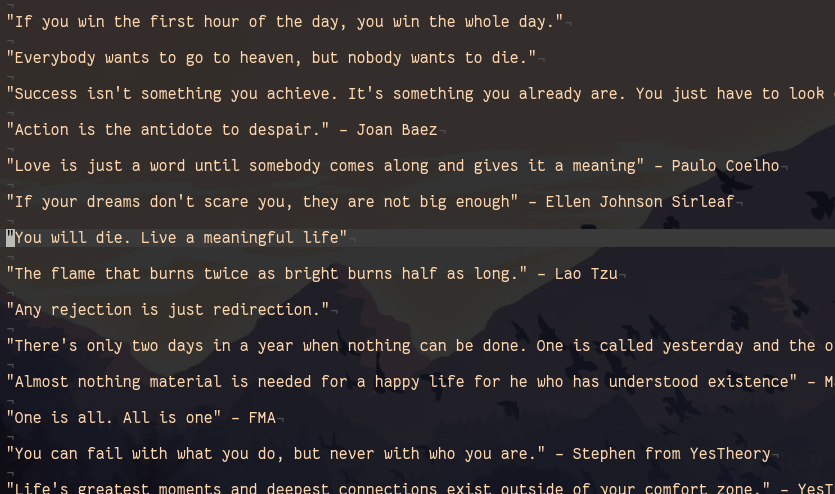 "If you win the first hour of the day, you win the whole day."¬
¬
"Everybody wants to go to heaven, but nobody wants to die."¬
¬
"Success isn't something you achieve. It's something you already are. You just have to look
¬
"Action is the antidote to despair." – Joan Baez¬
¬
"Love is just a word until somebody comes along and gives it a meaning" – Paulo Coelho¬
¬
"If your dreams don't scare you, they are not big enough" – Ellen Johnson Sirleaf¬
¬
"You will die. Live a meaningful life"¬
¬
"The flame that burns twice as bright burns half as long." – Lao Tzu¬
¬
"Any rejection is just redirection."¬
¬
"There's only two days in a year when nothing can be done. One is called yesterday and the o
¬
"Almost nothing material is needed for a happy life for he who has understood existence" – M
¬
"One is all. All is one" – FMA¬
¬
"You can fail with what you do, but never with who you are." – Stephen from YesTheory¬
¬
"Life's greatest moments and deepest connections exist outside of your comfort zone." – YesT